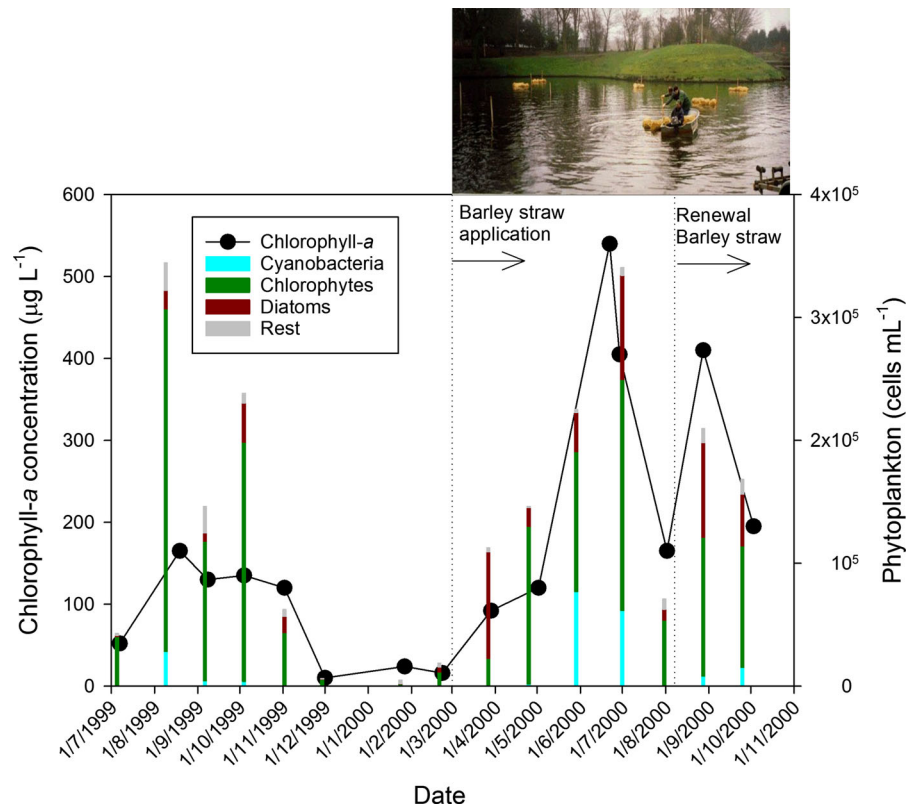 600
500
400
300
200
100
0
Chlorophyll-a concentration (µg L⁻¹)
Chlorophyll-a
Cyanobacteria
Chlorophytes
Diatoms
Rest
Barley straw
application
Renewal
Barley straw
4x10⁵
3x10⁵
2x10⁵
10⁵
0
Phytoplankton (cells mL⁻¹)
1/7/1999
1/8/1999
1/9/1999
1/10/1999
1/11/1999
1/12/1999
1/1/2000
1/2/2000
1/3/2000
1/4/2000
1/5/2000
1/6/2000
1/7/2000
1/8/2000
1/9/2000
1/10/2000
1/11/2000
Date